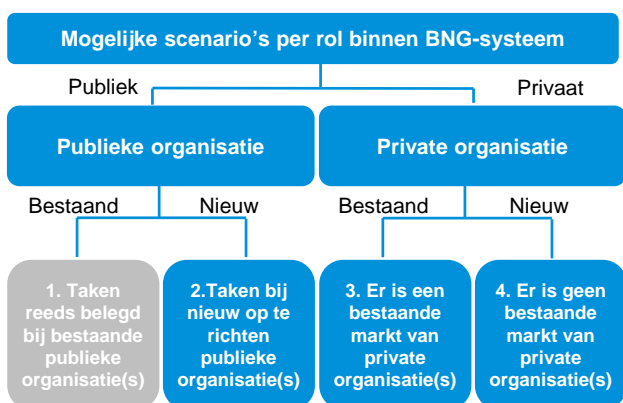 Mogelijke scenario's per rol binnen BNG-systeem
Publiek
Privaat
Publieke organisatie
Private organisatie
Bestaand
Nieuw
Bestaand
Nieuw
1. Taken
reeds belegd
bij bestaande
publieke
organisatie(s)
2.Taken bij
nieuw op te
richten
publieke
organisatie(s)
3. Er is een
bestaande
markt van
private
organisatie(s)
4. Er is geen
bestaande
markt van
private
organisatie(s)